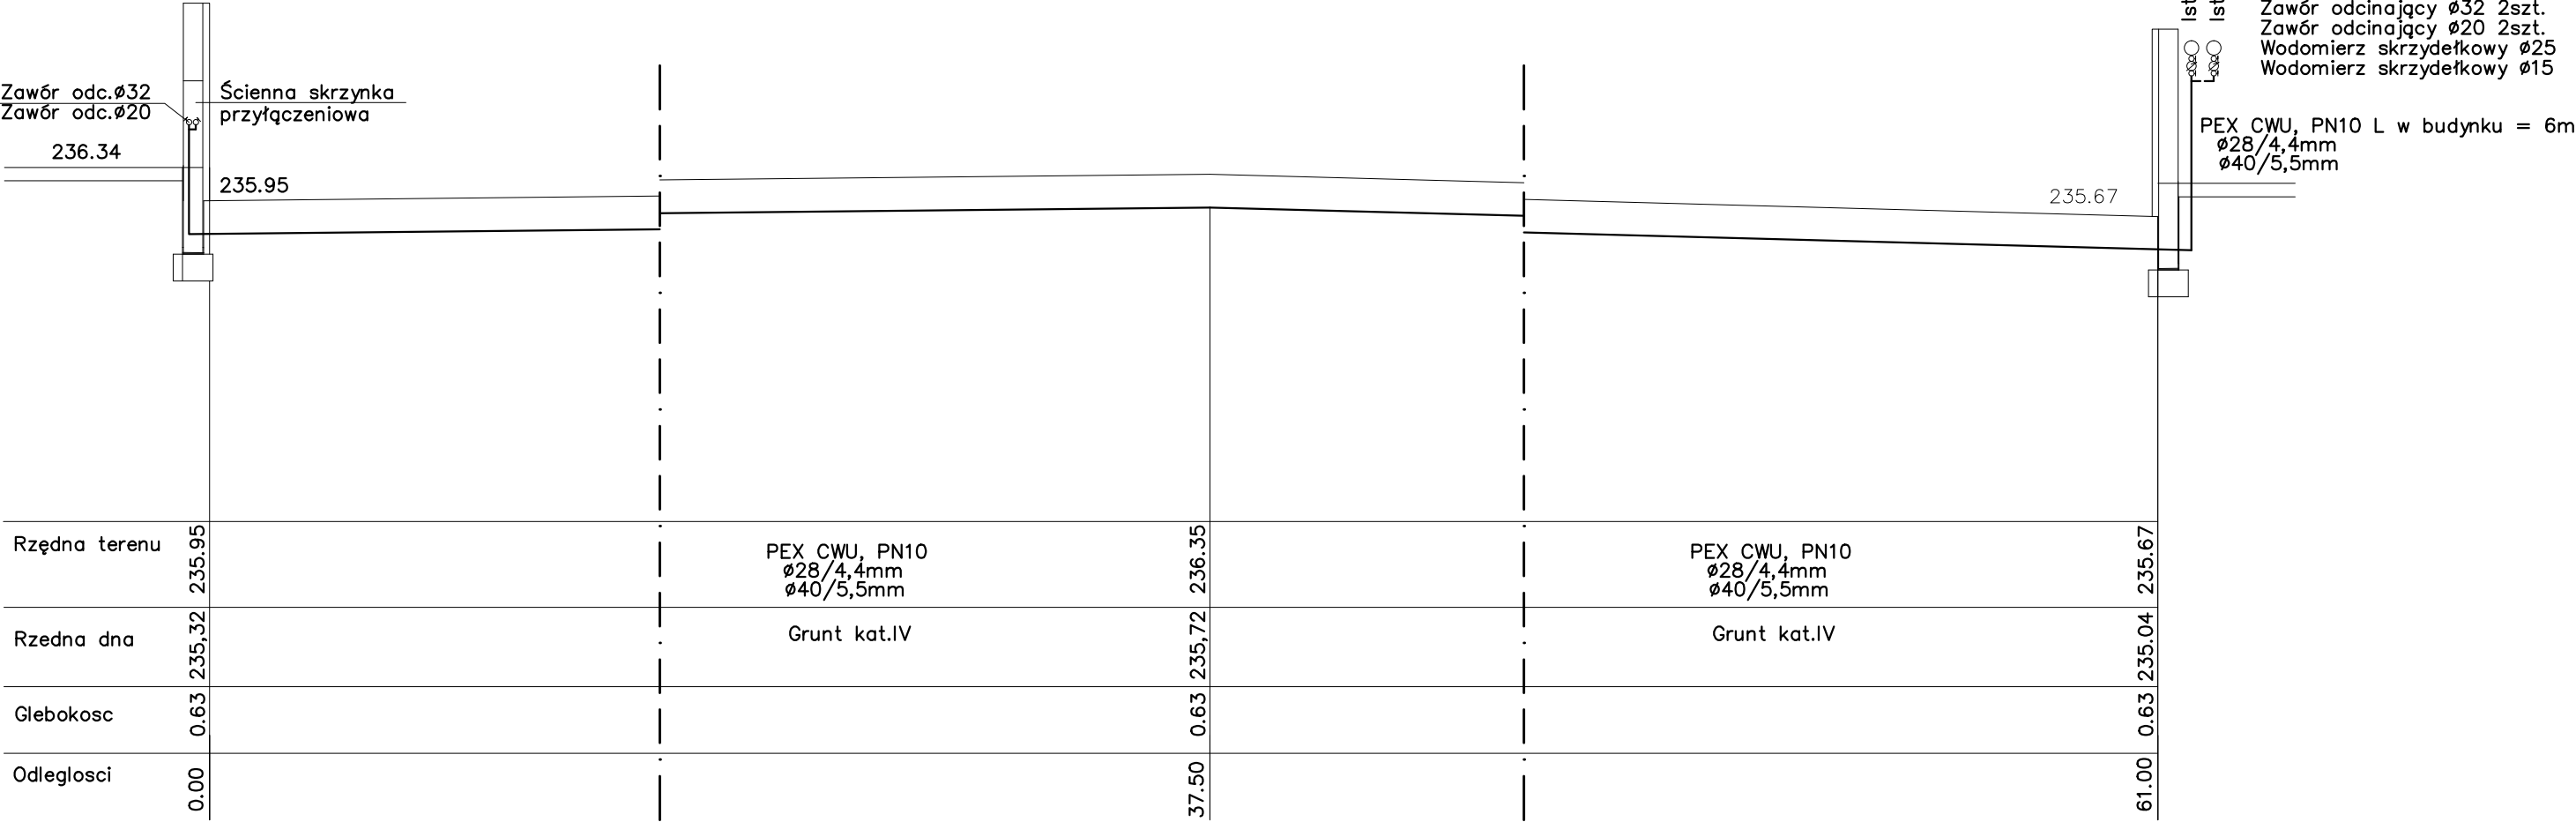 Ist
Ist
Zawór odcinający ø32 2szt.
Zawór odcinający ø20 2szt.
Wodomierz skrzydełkowy ø25
Wodomierz skrzydełkowy ø15
Zawór odc.ø32
Zawór odc.ø20
Ścienna skrzynka
przyłączeniowa
PEX CWU, PN10 L w budynku = 6m
ø28/4,4mm
ø40/5,5mm
236.34
235.95
235.67
Rzędna terenu
235.95
PEX CWU, PN10
ø28/4,4mm
ø40/5,5mm
236.35
PEX CWU, PN10
ø28/4,4mm
ø40/5,5mm
235.67
Rzedna dna
235,32
Grunt kat.IV
235,72
Grunt kat.IV
235.04
Glebokosc
0.63
0.63
0.63
Odleglosci
0.00
37.50
61.00